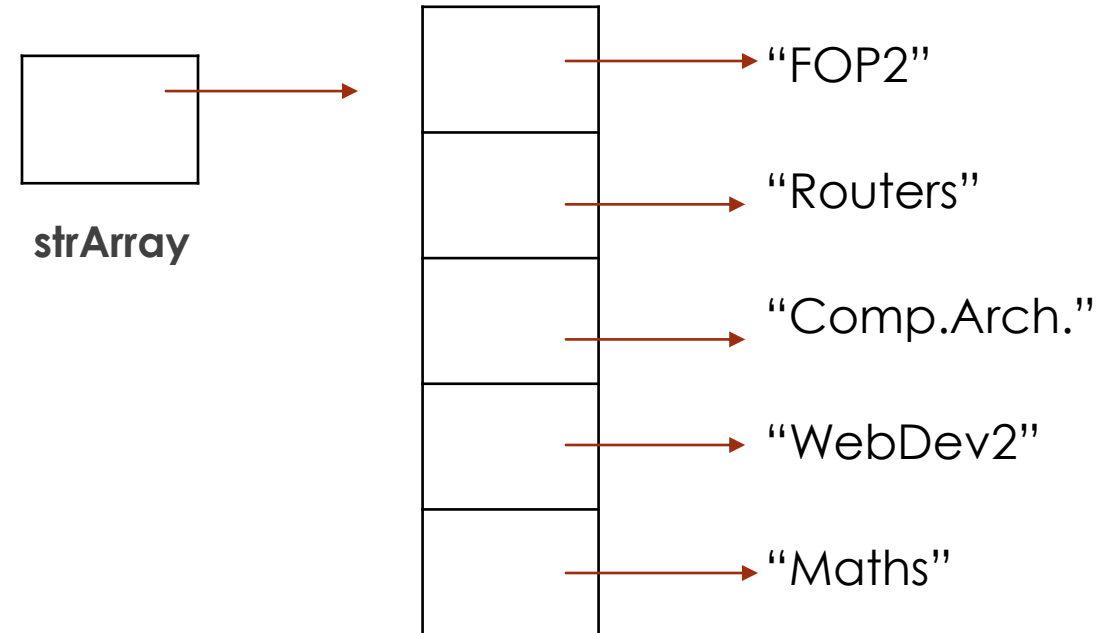 “FOP2”
“Routers”
strArray
“Comp.Arch.”
“WebDev2”
“Maths”